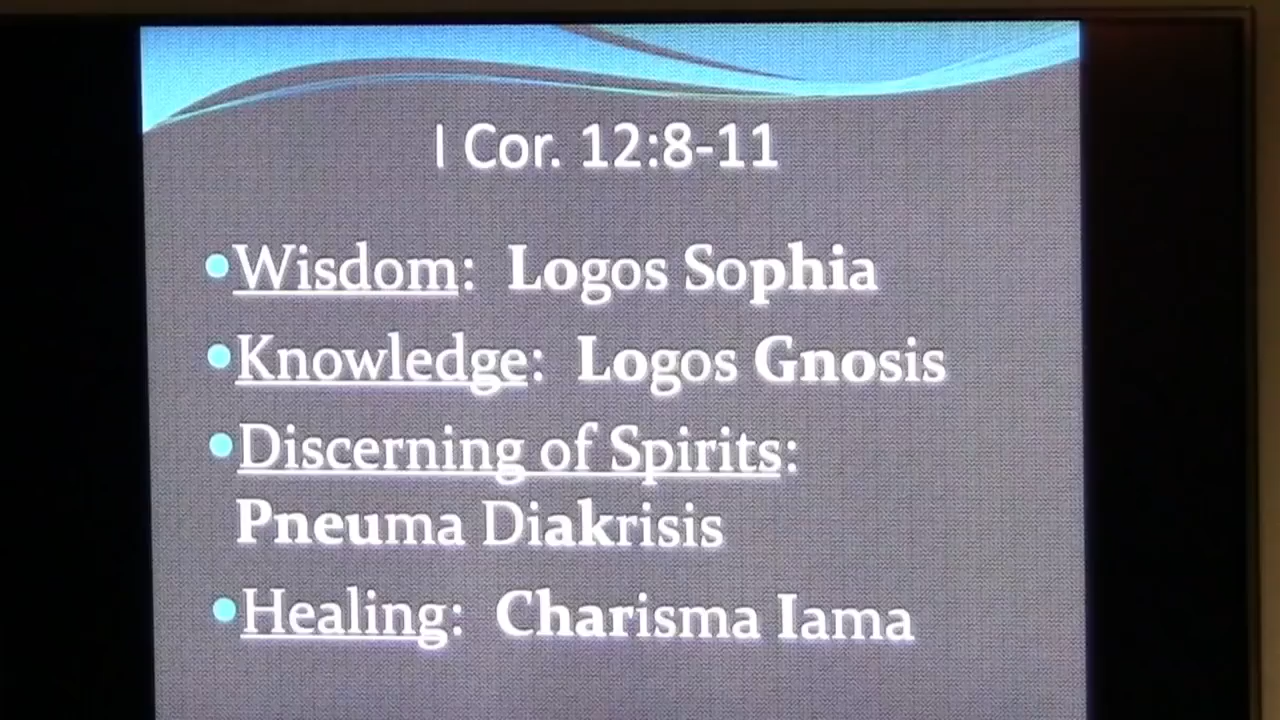 I Cor. 12:8-11
•Wisdom: Logos Sophia
•Knowledge: Logos Gnosis
•Discerning of Spirits:
Pneuma Diakrisis
•Healing: Charisma Iama